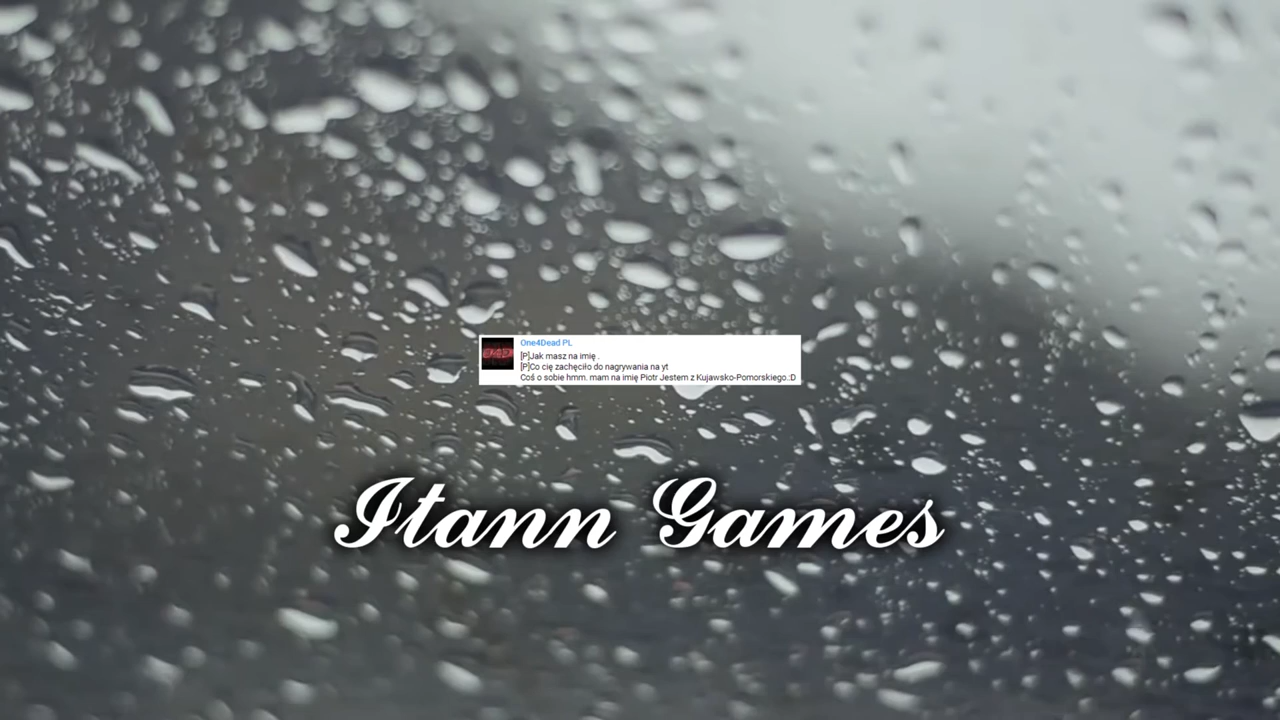 One4Dead PL
[P]Jak masz na imię .
[P]Co cię zachęciło do nagrywania na yt
Coś o sobie hmm. mam na imię Piotr Jestem z Kujawsko-Pomorskiego.:D
Itann Games